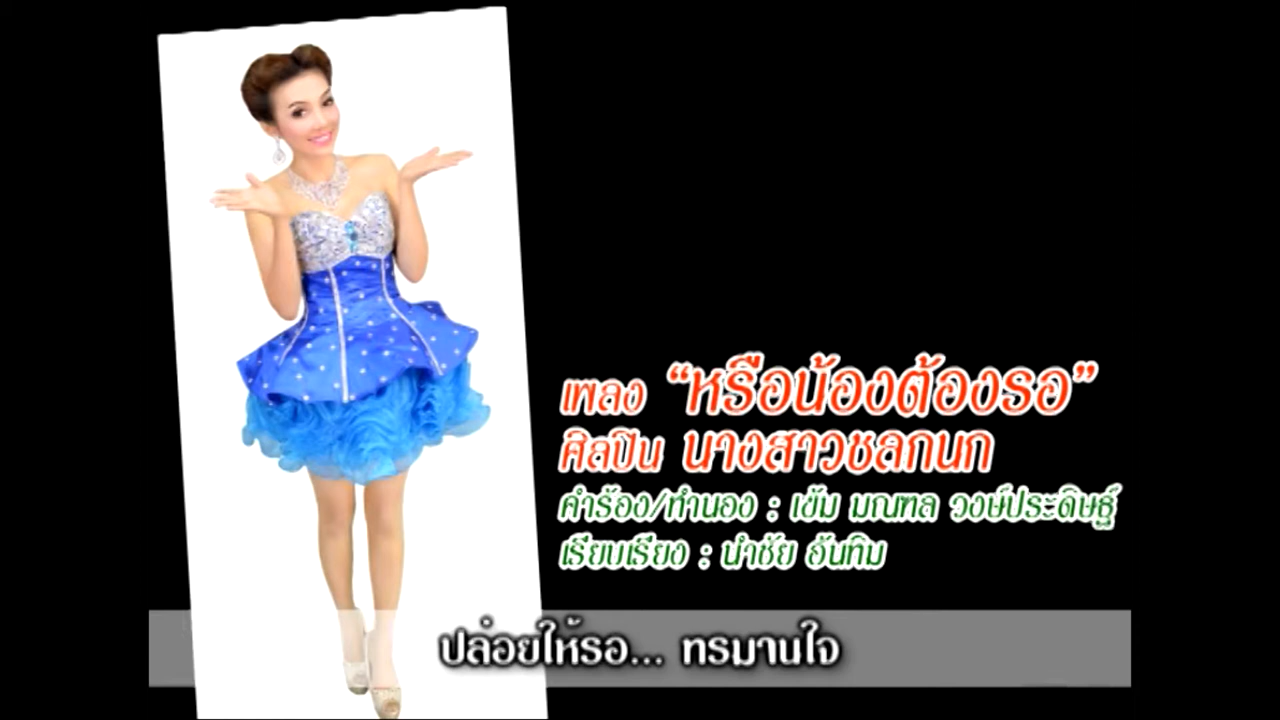 เพลง “หรือน้องต้องรอ”
ศิลปิน นางสาวชลกนก
คำร้อง/ทำนอง : เข้ม มณฑล วงษ์ประดิษฐ์
เรียบเรียง : นำชัย อันทิม
ปล่อยให้รอ... ทรมานใจ